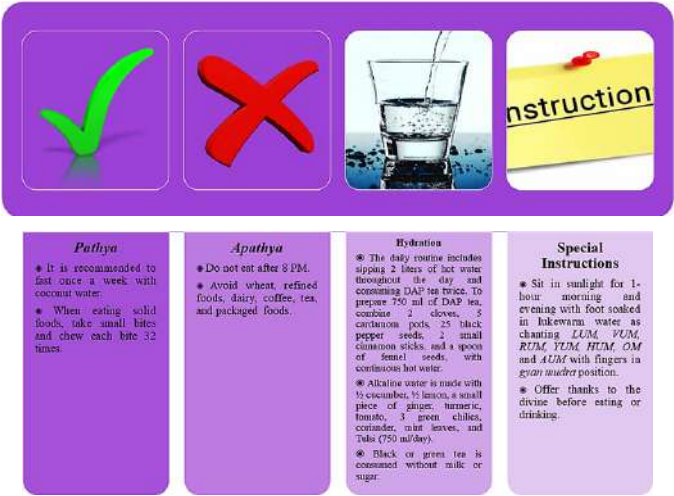 nstruction
Pathya
◉ It is recommended to
fast once a week with
coconut water.
◉ When eating solid
foods, take small bites
and chew each bite 32
times.
Apathya
◉ Do not eat after 8 PM.
◉ Avoid wheat, refined
foods, dairy, coffee, tea,
and packaged foods.
Hydration
◉ The daily routine includes
sipping 2 liters of hot water
throughout the day and
consuming DAP tea twice. To
prepare 750 ml of DAP tea,
combine 2 cloves, 5
cardamom pods, 25 black
pepper seeds, 2 small
cinnamon sticks, and a spoon
of fennel seeds, with
continuous hot water.
◉ Alkaline water is made with
½ cucumber, ½ lemon, a small
piece of ginger, turmeric,
tomato, 3 green chilies,
coriander, mint leaves, and
Tulsi (750 ml/day).
◉ Black or green tea is
consumed without milk or
sugar.
Special
Instructions
◉ Sit in sunlight for 1-
hour morning and
evening with foot soaked
in lukewarm water as
chanting LUM, VUM,
RUM, YUM, HUM, OM
and AUM with fingers in
gyan mudra position.
◉ Offer thanks to the
divine before eating or
drinking.